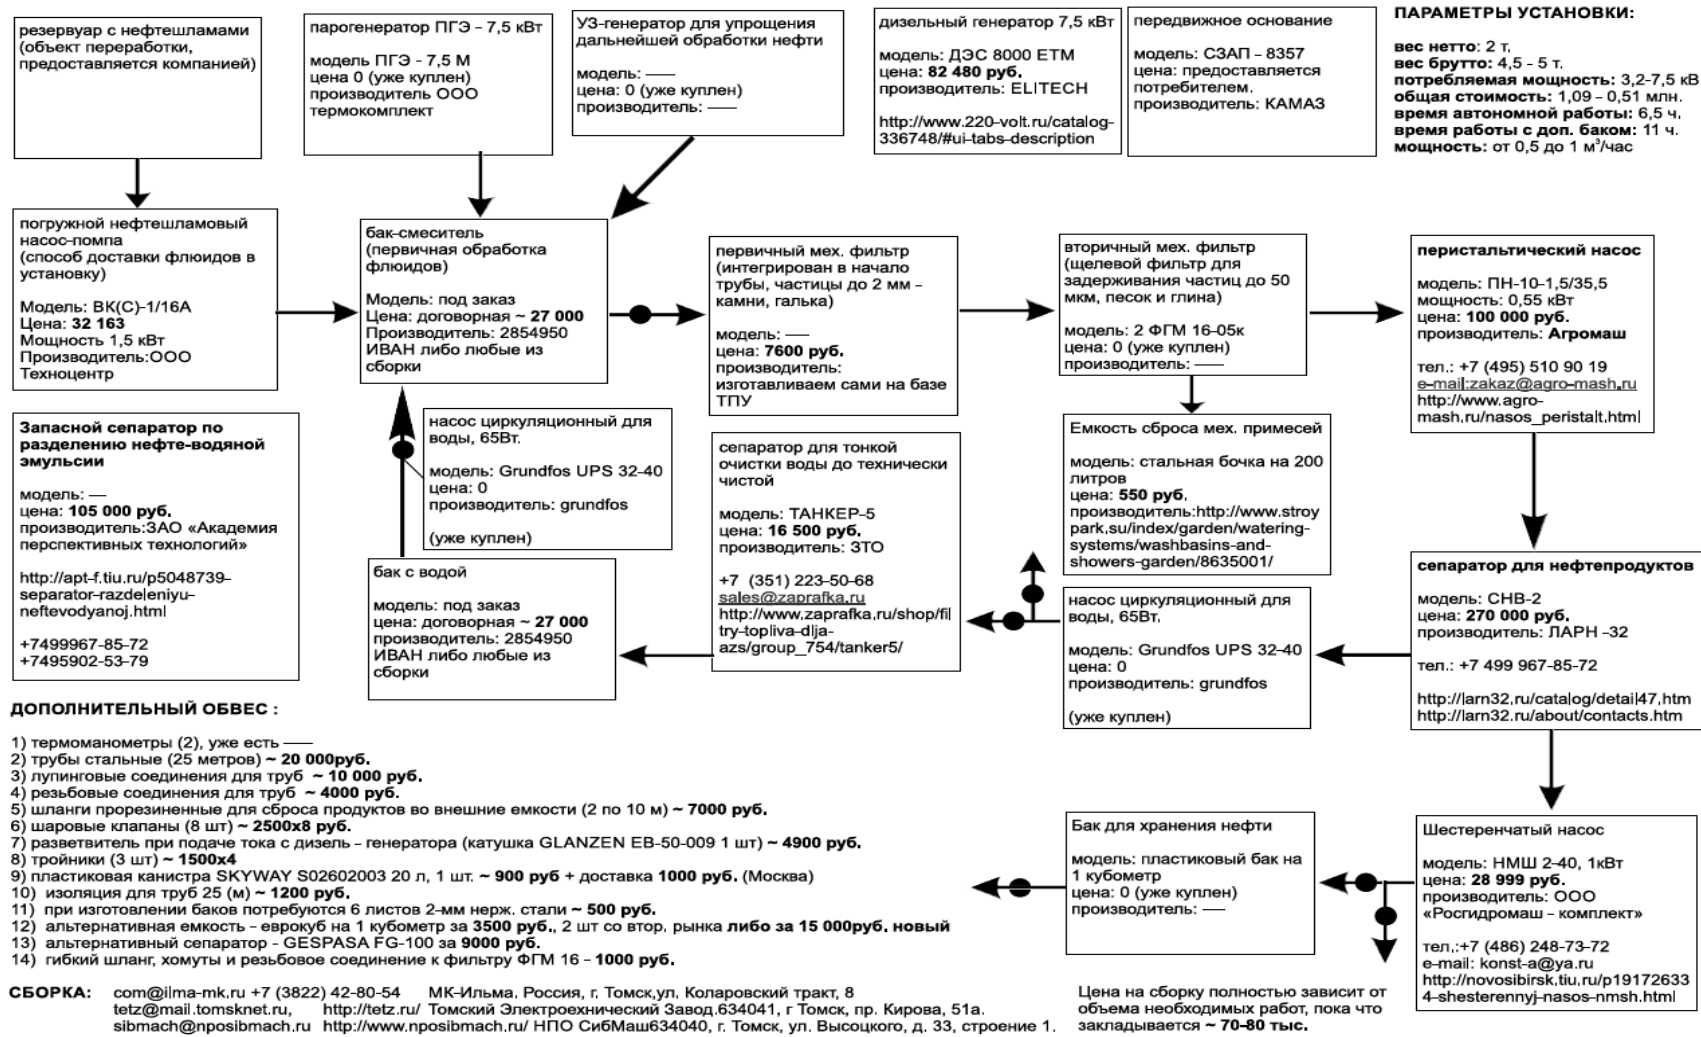 резервуар с нефтешламами
(объект переработки,
предоставляется компанией)
парогенератор ПГЭ - 7,5 кВт
модель ПГЭ - 7,5 М
цена 0 (уже куплен)
производитель ООО
термокомплект
УЗ-генератор для упрощения
дальнейшей обработки нефти
модель: —
цена: 0 (уже куплен)
производитель: —
дизельный генератор 7,5 кВт
модель: ДЭС 8000 ЕТМ
цена: 82 480 руб.
производитель: ELITECH
http://www.220-volt.ru/catalog-
336748/#ui-tabs-description
передвижное основание
модель: СЗАП - 8357
цена: предоставляется
потребителем.
производитель: КАМАЗ
ПАРАМЕТРЫ УСТАНОВКИ:
вес нетто: 2 т.
вес брутто: 4,5 - 5 т.
потребляемая мощность: 3,2-7,5 кВ
общая стоимость: 1,09 - 0,51 млн.
время автономной работы: 6,5 ч.
время работы с доп. баком: 11 ч.
мощность: от 0,5 до 1 м³/час
погружной нефтешламовый
насос-помпа
(способ доставки флюидов в
установку)
Модель: ВК(С)-1/16А
Цена: 32 163
Мощность 1,5 кВт
Производитель:ООО
Техноцентр
бак-смеситель
(первичная обработка
флюидов)
Модель: под заказ
Цена: договорная ~ 27 000
Производитель: 2854950
ИВАН либо любые из
сборки
первичный мех. фильтр
(интегрирован в начало
трубы, частицы до 2 мм -
камни, галька)
модель: —
цена: 7600 руб.
производитель:
изготавливаем сами на базе
ТПУ
вторичный мех. фильтр
(щелевой фильтр для
задерживания частиц до 50
мкм, песок и глина)
модель: 2 ФГМ 16-05к
цена: 0 (уже куплен)
производитель: —
перистальтический насос
модель: ПН-10-1,5/35,5
мощность: 0,55 кВт
цена: 100 000 руб.
производитель: Агромаш
тел.: +7 (495) 510 90 19
e-mail:zakaz@agro-mash.ru
http://www.agro-
mash.ru/nasos_peristalt.html
Запасной сепаратор по
разделению нефте-водяной
эмульсии
модель: —
цена: 105 000 руб.
производитель:ЗАО «Академия
перспективных технологий»
http://apt-f.tiu.ru/p5048739-
separator-razdeleniyu-
neftevodyanoj.html
+7499967-85-72
+7495902-53-79
насос циркуляционный для
воды, 65Вт.
модель: Grundfos UPS 32-40
цена: 0
производитель: grundfos
(уже куплен)
сепаратор для тонкой
очистки воды до технически
чистой
модель: ТАНКЕР-5
цена: 16 500 руб.
производитель: ЗТО
+7 (351) 223-50-68
sales@zaprafka.ru
http://www.zaprafka.ru/shop/fil
try-topliva-dlja-
azs/group_754/tanker5/
Емкость сброса мех. примесей
модель: стальная бочка на 200
литров
цена: 550 руб.
производитель:http://www.stroy
park.su/index/garden/watering-
systems/washbasins-and-
showers-garden/8635001/
бак с водой
модель: под заказ
цена: договорная ~ 27 000
производитель: 2854950
ИВАН либо любые из
сборки
насос циркуляционный для
воды, 65Вт.
модель: Grundfos UPS 32-40
цена: 0
производитель: grundfos
(уже куплен)
сепаратор для нефтепродуктов
модель: СНВ-2
цена: 270 000 руб.
производитель: ЛАРН -32
тел.: +7 499 967-85-72
http://larn32.ru/catalog/detail47.htm
http://larn32.ru/about/contacts.htm
ДОПОЛНИТЕЛЬНЫЙ ОБВЕС :
1) термоманометры (2), уже есть —
2) трубы стальные (25 метров) ~ 20 000руб.
3) лупинговые соединения для труб ~ 10 000 руб.
4) резьбовые соединения для труб ~ 4000 руб.
5) шланги прорезиненные для сброса продуктов во внешние емкости (2 по 10 м) ~ 7000 руб.
6) шаровые клапаны (8 шт) ~ 2500х8 руб.
7) разветвитель при подаче тока с дизель - генератора (катушка GLANZEN EB-50-009 1 шт) ~ 4900 руб.
8) тройники (3 шт) ~ 1500х4
9) пластиковая канистра SKYWAY S02602003 20 л, 1 шт. ~ 900 руб + доставка 1000 руб. (Москва)
10) изоляция для труб 25 (м) ~ 1200 руб.
11) при изготовлении баков потребуются 6 листов 2-мм нерж. стали ~ 500 руб.
12) альтернативная емкость - еврокуб на 1 кубометр за 3500 руб., 2 шт со втор. рынка либо за 15 000руб. новый
13) альтернативный сепаратор - GESPASA FG-100 за 9000 руб.
14) гибкий шланг, хомуты и резьбовое соединение к фильтру ФГМ 16 - 1000 руб.
Бак для хранения нефти
модель: пластиковый бак на
1 кубометр
цена: 0 (уже куплен)
производитель: —
Шестеренчатый насос
модель: НМШ 2-40, 1кВт
цена: 28 999 руб.
производитель: ООО
«Росгидромаш - комплект»
тел.:+7 (486) 248-73-72
e-mail: konst-a@ya.ru
http://novosibirsk.tiu.ru/p19172633
4-shesterennyj-nasos-nmsh.html
СБОРКА: com@ilma-mk.ru +7 (3822) 42-80-54 МК-Ильма, Россия, г. Томск,ул. Коларовский тракт, 8
tetz@mail.tomsknet.ru, http://tetz.ru/ Томский Электроехнический Завод.634041, г Томск, пр. Кирова, 51а.
sibmach@nposibmach.ru http://www.nposibmach.ru/ НПО СибМаш634040, г. Томск, ул. Высоцкого, д. 33, строение 1.
Цена на сборку полностью зависит от
объема необходимых работ, пока что
закладывается ~ 70-80 тыс.